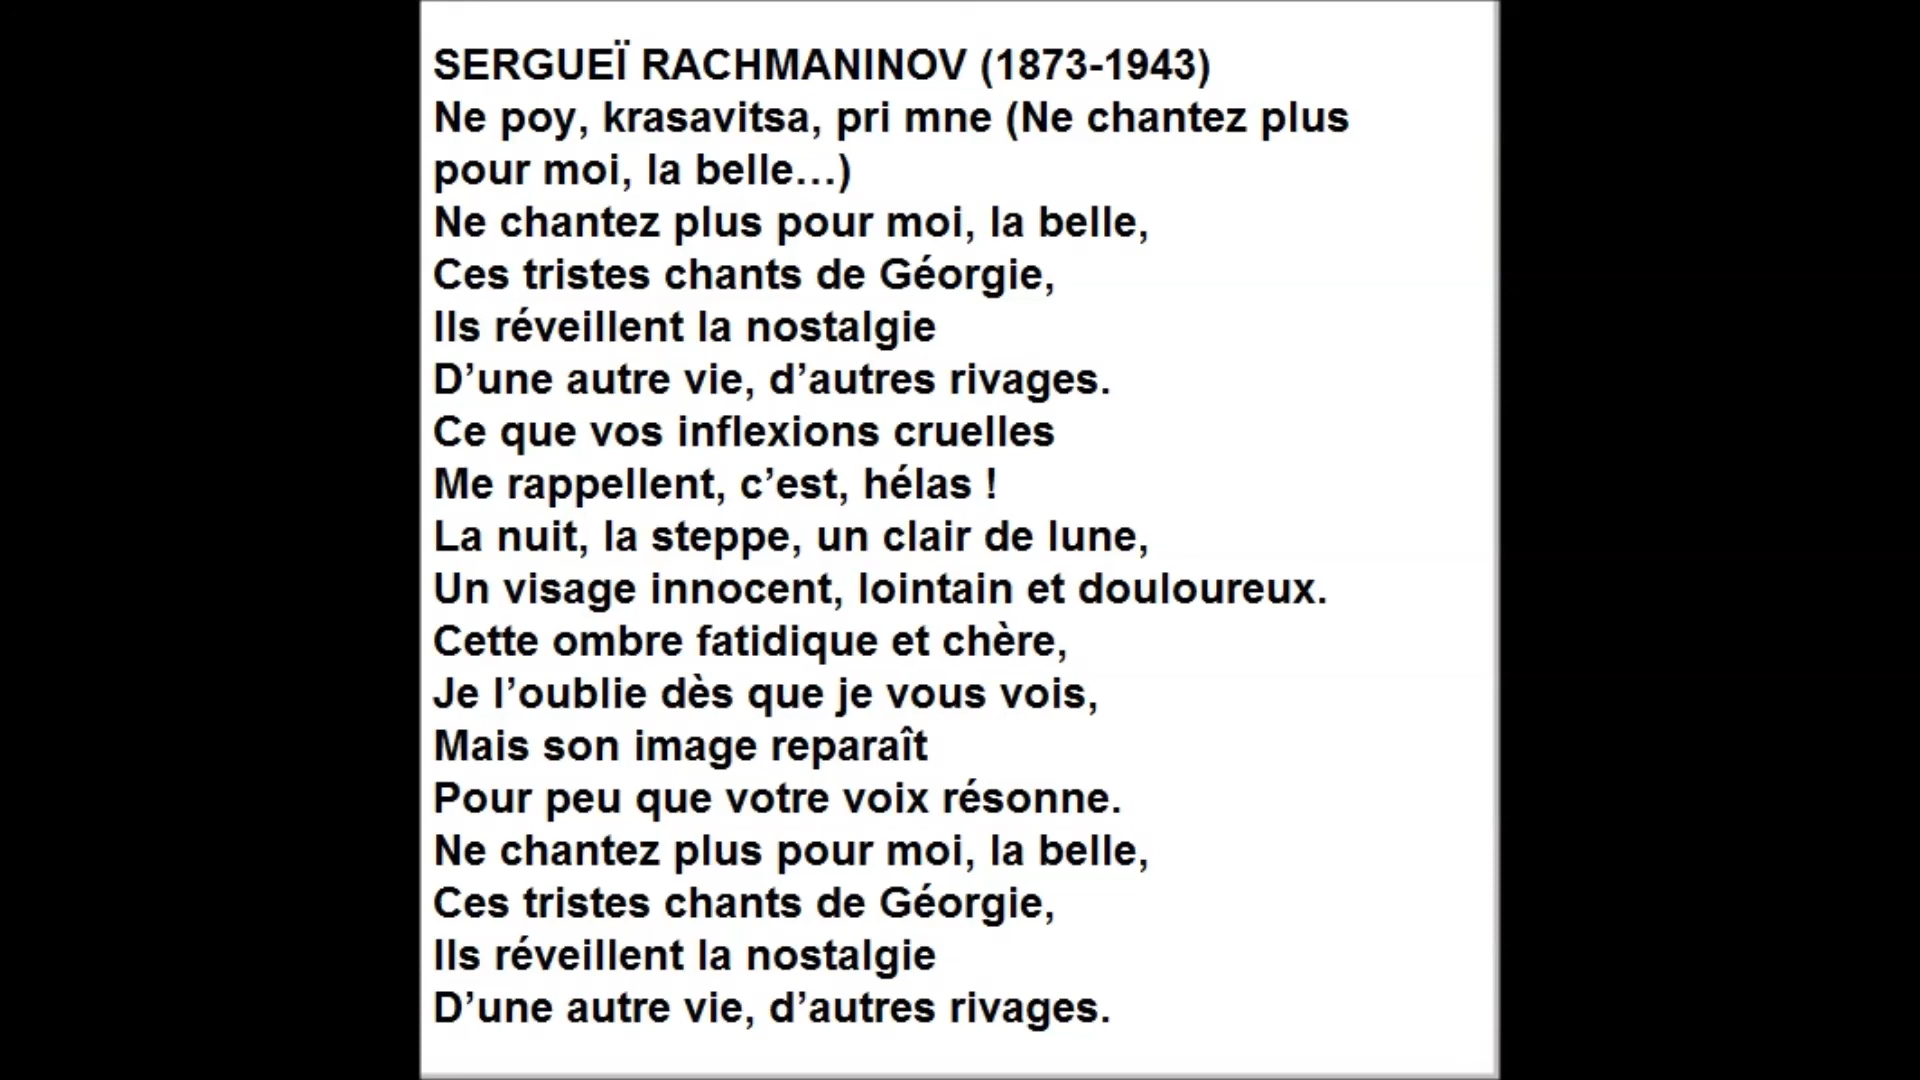 SERGUEÏ RACHMANINOV (1873-1943)
Ne poy, krasavitsa, pri mne (Ne chantez plus
pour moi, la belle…)
Ne chantez plus pour moi, la belle,
Ces tristes chants de Géorgie,
Ils réveillent la nostalgie
D’une autre vie, d’autres rivages.
Ce que vos inflexions cruelles
Me rappellent, c’est, hélas !
La nuit, la steppe, un clair de lune,
Un visage innocent, lointain et douloureux.
Cette ombre fatidique et chère,
Je l’oublie dès que je vous vois,
Mais son image reparaît
Pour peu que votre voix résonne.
Ne chantez plus pour moi, la belle,
Ces tristes chants de Géorgie,
Ils réveillent la nostalgie
D’une autre vie, d’autres rivages.